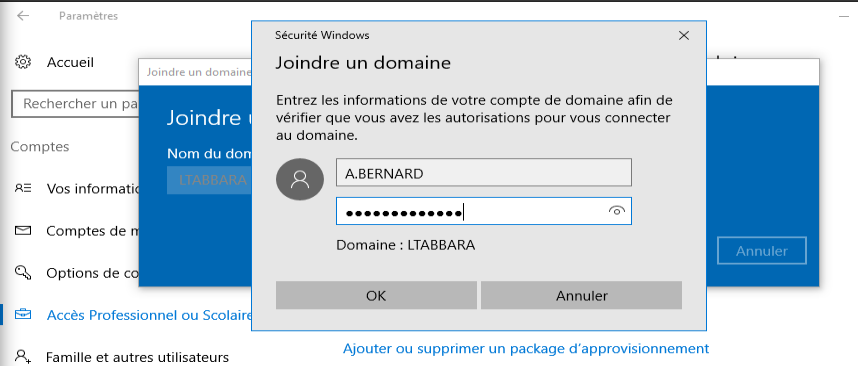 Paramètres
Accueil
Rechercher un pa
Comptes
Vos informatio
Comptes de m
Options de co
Accès Professionnel ou Scolaire
Famille et autres utilisateurs
Joindre un domaine
Joindre u
Nom du dom
LTABBARA
Annuler
Sécurité Windows
Joindre un domaine
Entrez les informations de votre compte de domaine afin de
vérifier que vous avez les autorisations pour vous connecter
au domaine.
A.BERNARD
●●●●●●●●●●●●●
Domaine : LTABBARA
OK
Annuler
Ajouter ou supprimer un package d'approvisionnement